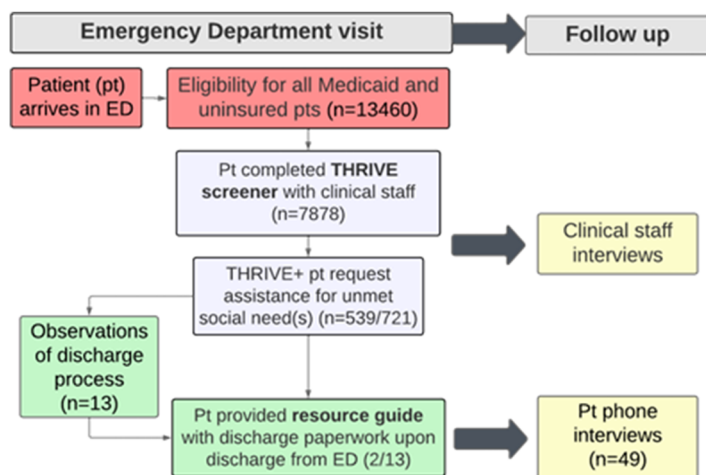 Emergency Department visit
Follow up
Patient (pt)
arrives in ED
Eligibility for all Medicaid and
uninsured pts (n=13460)
Pt completed THRIVE
screener with clinical staff
(n=7878)
Clinical staff
interviews
THRIVE+ pt request
assistance for unmet
social need(s) (n=539/721)
Observations
of discharge
process
(n=13)
Pt provided resource guide
with discharge paperwork upon
discharge from ED (2/13)
Pt phone
interviews
(n=49)